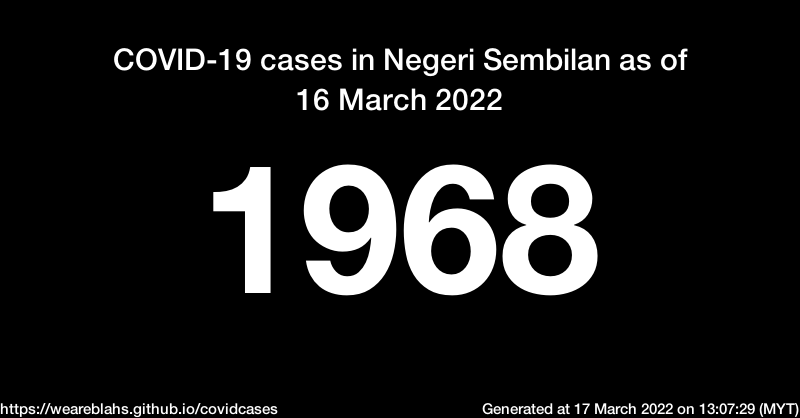 COVID-19 cases in Negeri Sembilan as of
16 March 2022
1968
https://weareblahs.github.io/covidcases
Generated at 17 March 2022 on 13:07:29 (MYT)